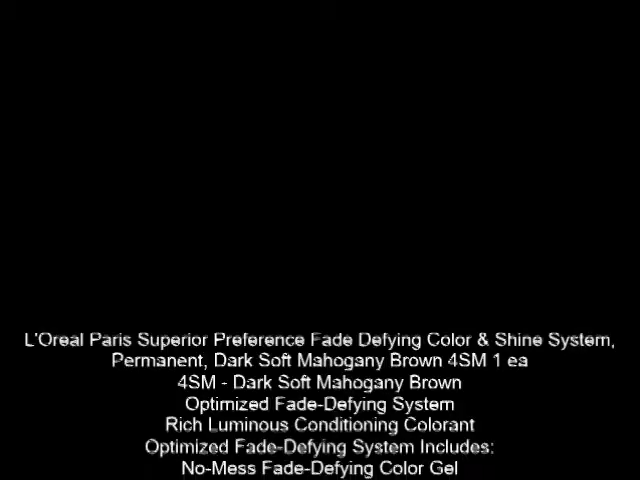 L'Oreal Paris Superior Preference Fade Defying Color & Shine System,
Permanent, Dark Soft Mahogany Brown 4SM 1 ea
4SM - Dark Soft Mahogany Brown
Optimized Fade-Defying System
Rich Luminous Conditioning Colorant
Optimized Fade-Defying System Includes:
No-Mess Fade-Defying Color Gel